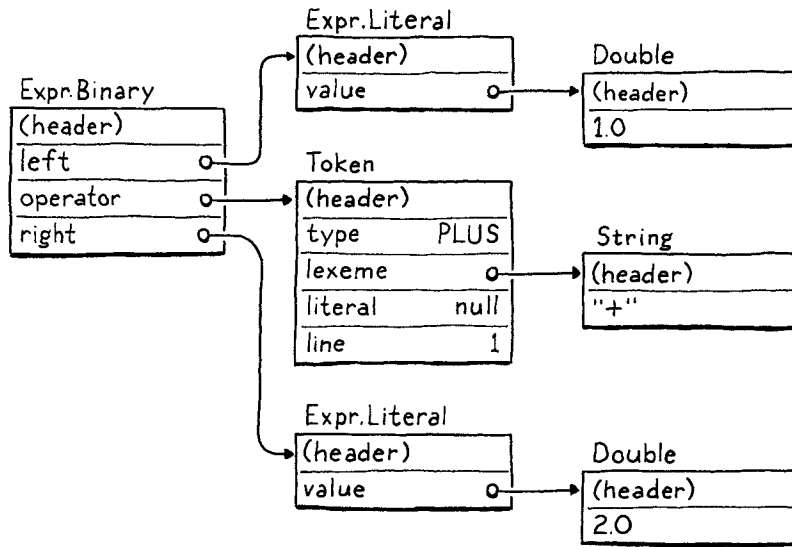 Expr.Binary
(header)
left
operator
right
Expr.Literal
(header)
value
Double
(header)
1.0
Token
(header)
type PLUS
lexeme
literal null
line 1
String
(header)
"+"
Expr.Literal
(header)
value
Double
(header)
2.0